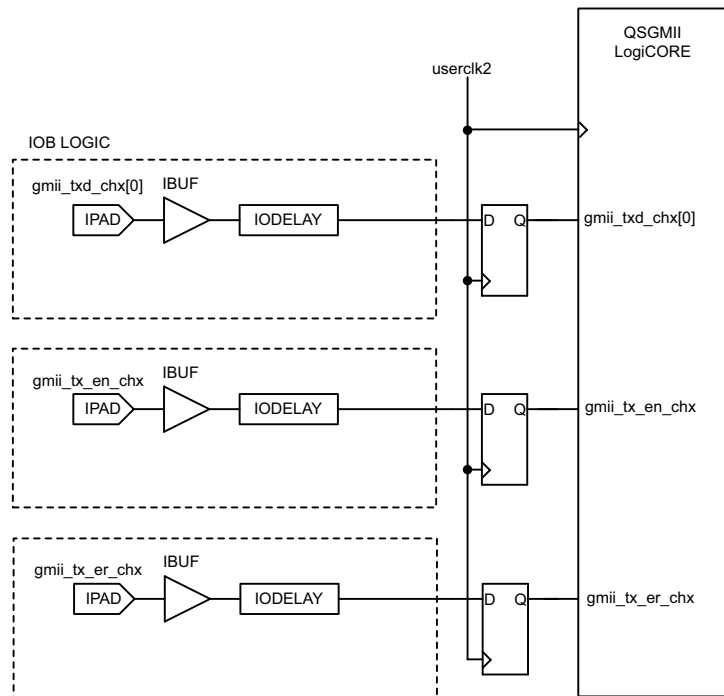 QSGMII
LogiCORE
userclk2
IOB LOGIC
gmii_txd_chx[0]
IBUF
IPAD
IODELAY
D
Q
gmii_txd_chx[0]
gmii_tx_en_chx
IBUF
IPAD
IODELAY
D
Q
gmii_tx_en_chx
gmii_tx_er_chx
IBUF
IPAD
IODELAY
D
Q
gmii_tx_er_chx